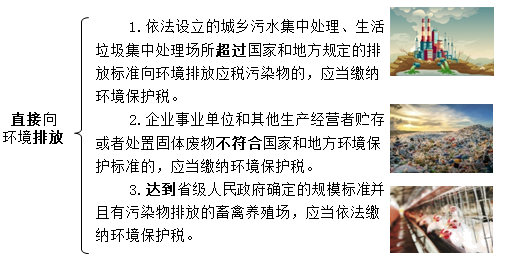 1.依法设立的城乡污水集中处理、生活
垃圾集中处理场所超过国家和地方规定的排
放标准向环境排放应税污染物的，应当缴纳
环境保护税。
直接向
环境排放
2.企业事业单位和其他生产经营者贮存
或者处置固体废物不符合国家和地方环境保
护标准的，应当缴纳环境保护税。
3.达到省级人民政府确定的规模标准并
且有污染物排放的畜禽养殖场，应当依法缴
纳环境保护税。